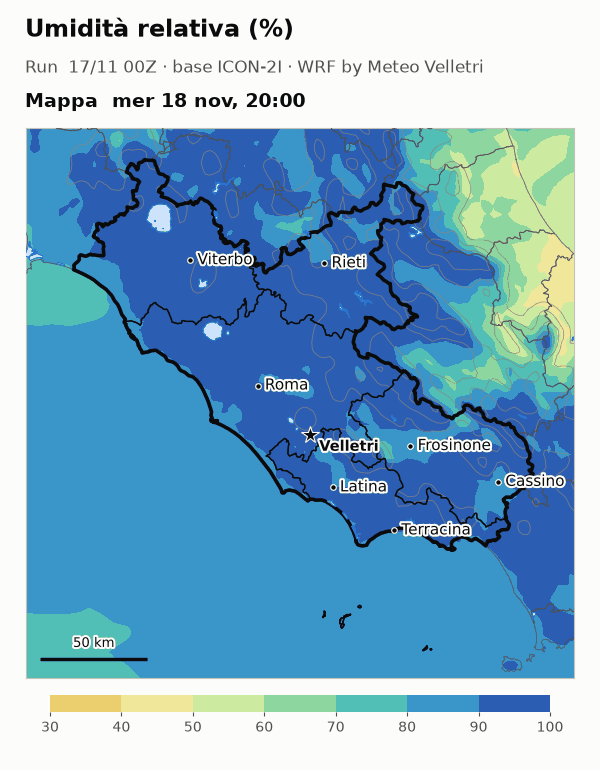 Umidità relativa (%)
Run  17/11 00Z · base ICON-2I · WRF by Meteo Velletri
Mappa  mer 18 nov, 20:00
Viterbo
Rieti
Roma
Velletri
Frosinone
Cassino
Latina
Terracina
50 km
30 40 50 60 70 80 90 100